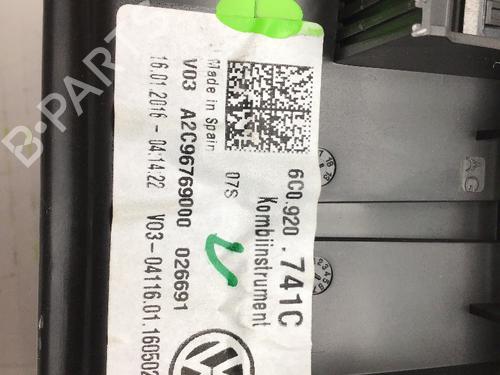 6C0.920.741C
Kombiinstrument
07S
Made in Spain
V03 A2C96769000 026691
16.01.2016 - 04:14:22 V03-04116.01.160502
B-PARTS